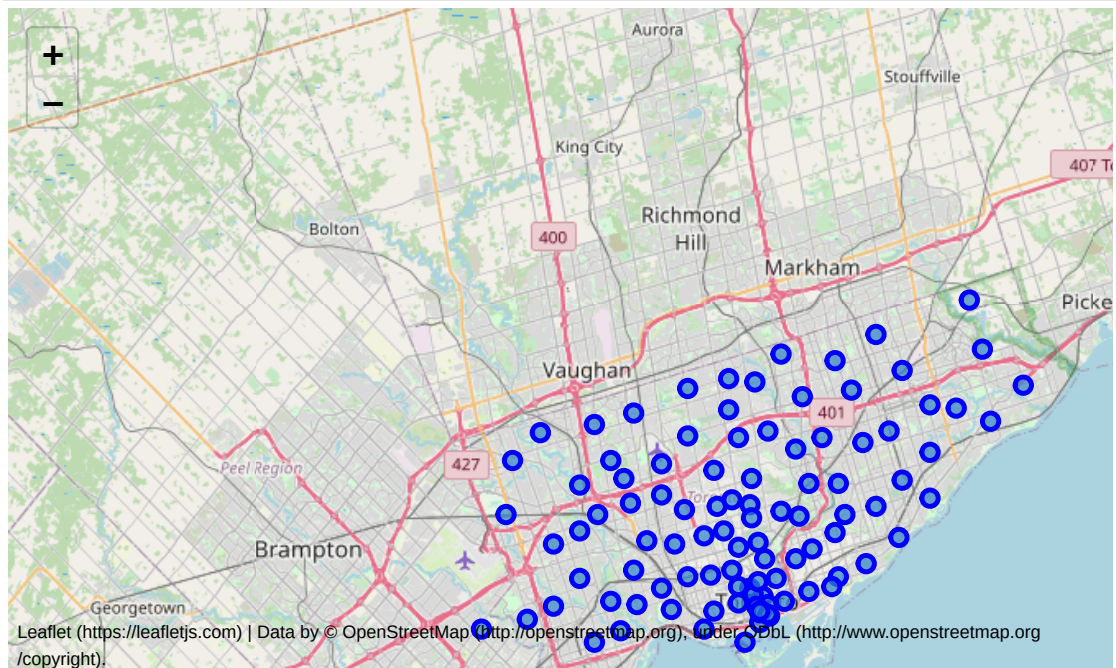 +
−
Aurora
Stouffville
King City
407 To
Richmond
Hill
Bolton
400
Markham
Picke
Vaughan
401
427
Peel Region
Brampton
Georgetown
Leaflet (https://leafletjs.com) | Data by © OpenStreetMap (http://openstreetmap.org), under ODbL (http://www.openstreetmap.org
/copyright).